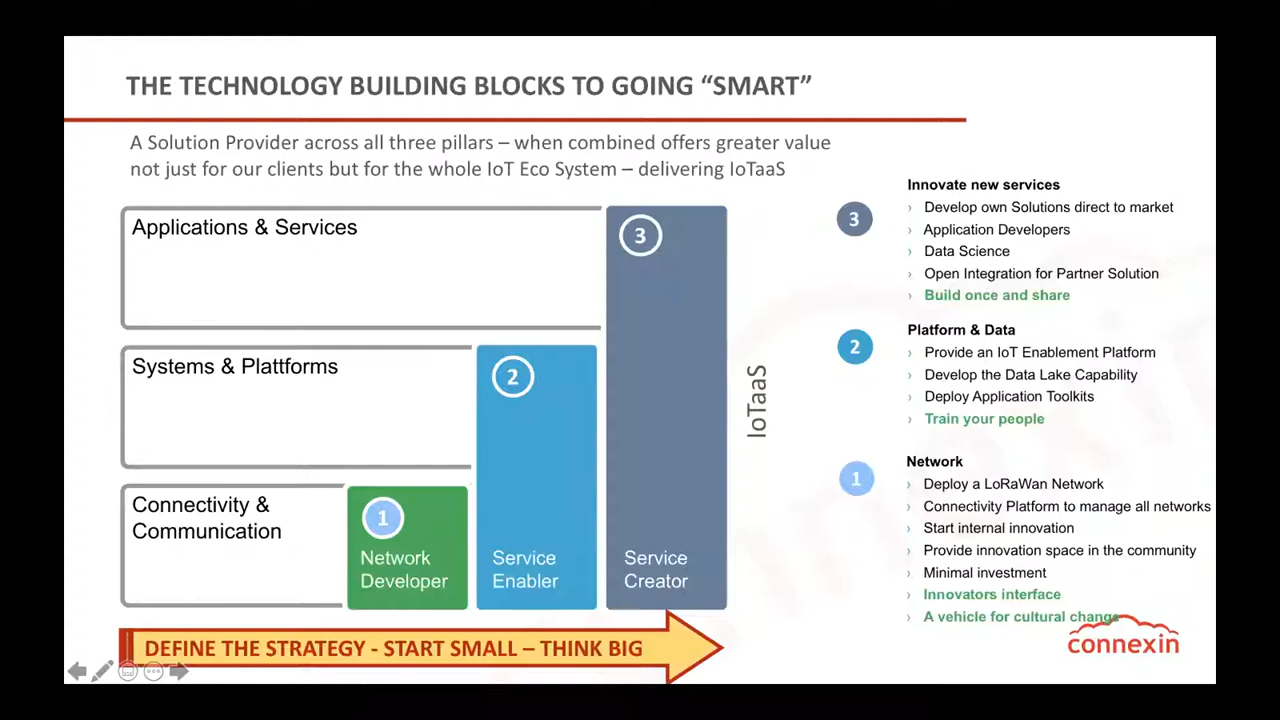 THE TECHNOLOGY BUILDING BLOCKS TO GOING “SMART”
A Solution Provider across all three pillars – when combined offers greater value
not just for our clients but for the whole IoT Eco System – delivering IoTaaS
Applications & Services
3
Systems & Plattforms
2
Connectivity &
Communication
1
Network
Developer
Service
Enabler
Service
Creator
IoTaaS
DEFINE THE STRATEGY - START SMALL – THINK BIG
3
Innovate new services
› Develop own Solutions direct to market
› Application Developers
› Data Science
› Open Integration for Partner Solution
› Build once and share
2
Platform & Data
› Provide an IoT Enablement Platform
› Develop the Data Lake Capability
› Deploy Application Toolkits
› Train your people
1
Network
› Deploy a LoRaWan Network
› Connectivity Platform to manage all networks
› Start internal innovation
› Provide innovation space in the community
› Minimal investment
› Innovators interface
› A vehicle for cultural change
connexin